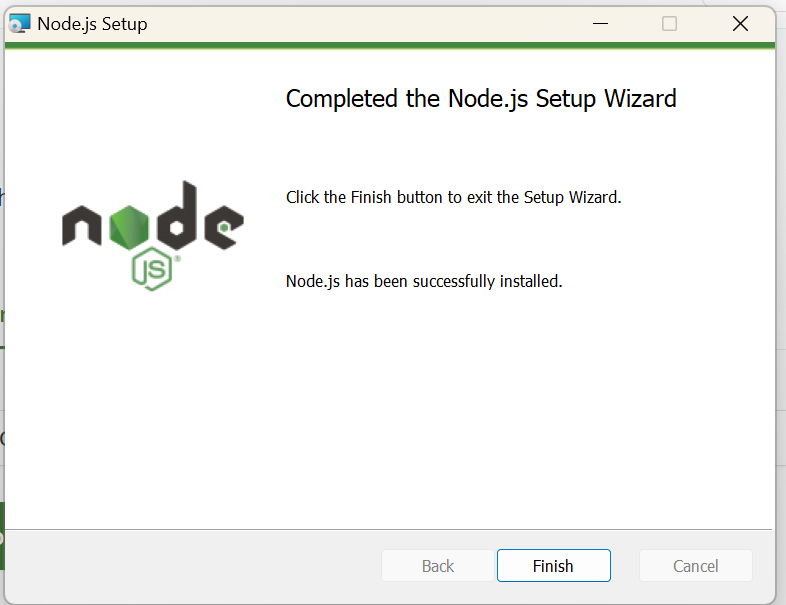 Node.js Setup
Completed the Node.js Setup Wizard
Click the Finish button to exit the Setup Wizard.
node
JS
®
Node.js has been successfully installed.
Back
Finish
Cancel